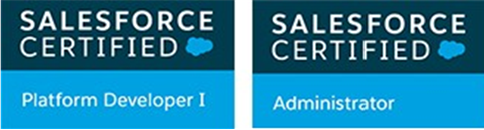 SALESFORCE
CERTIFIED
Platform Developer I
SALESFORCE
CERTIFIED
Administrator